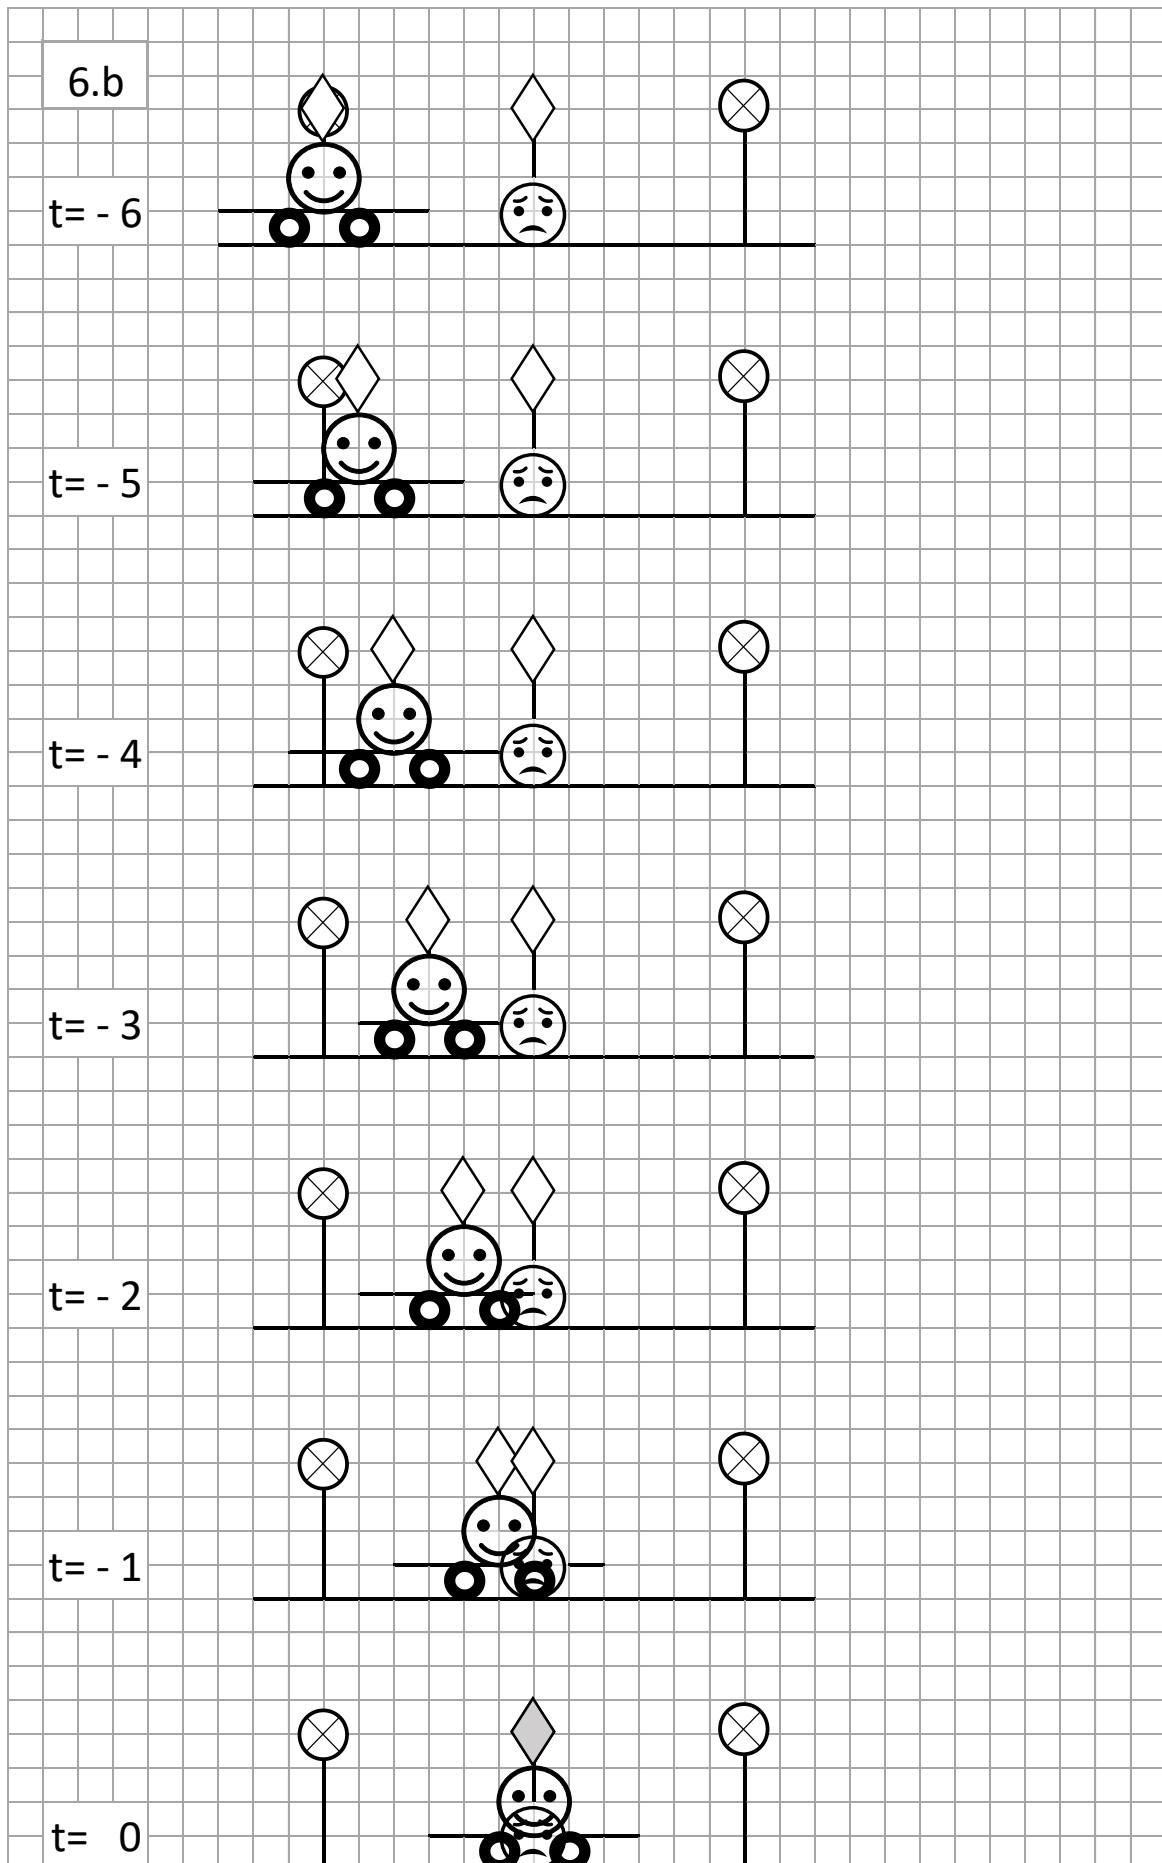 6.b
t= - 6
t= - 5
t= - 4
t= - 3
t= - 2
t= - 1
t=   0